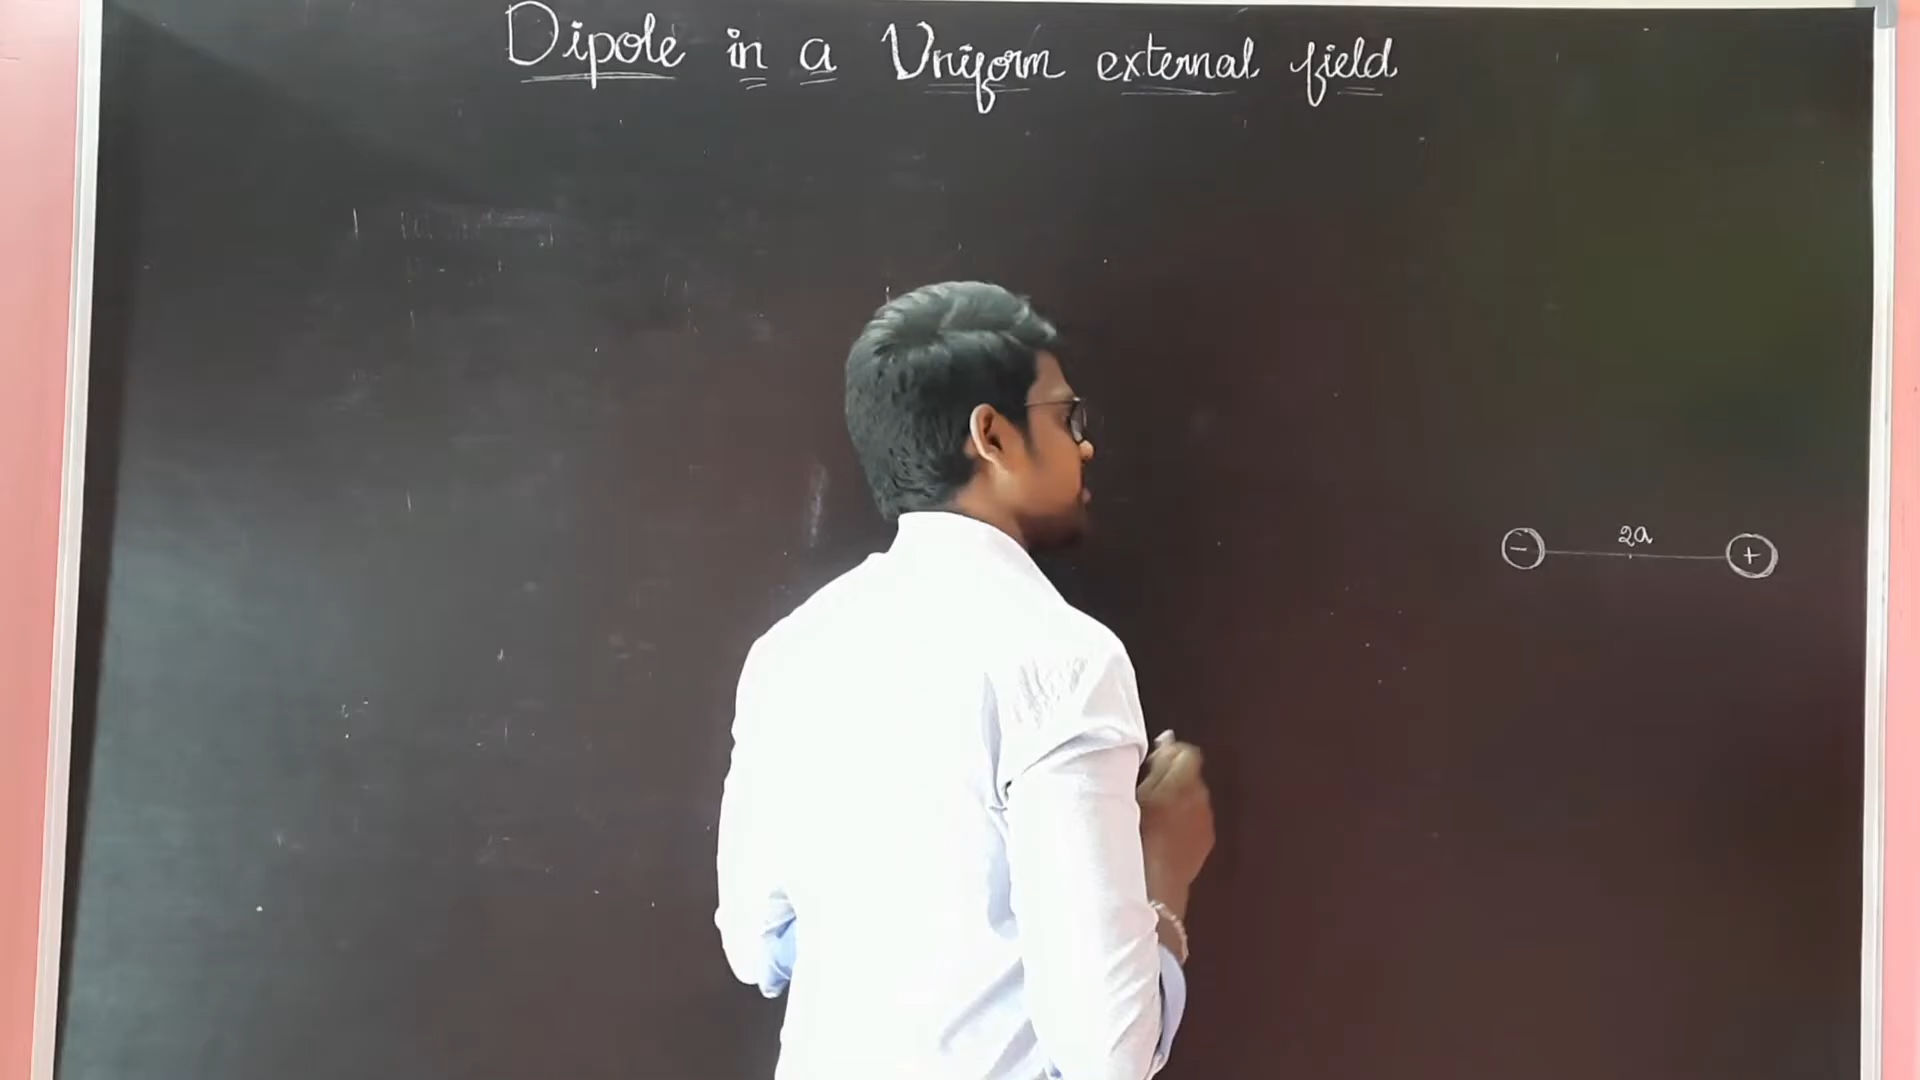 Dipole in a Uniform external field
2a
- +